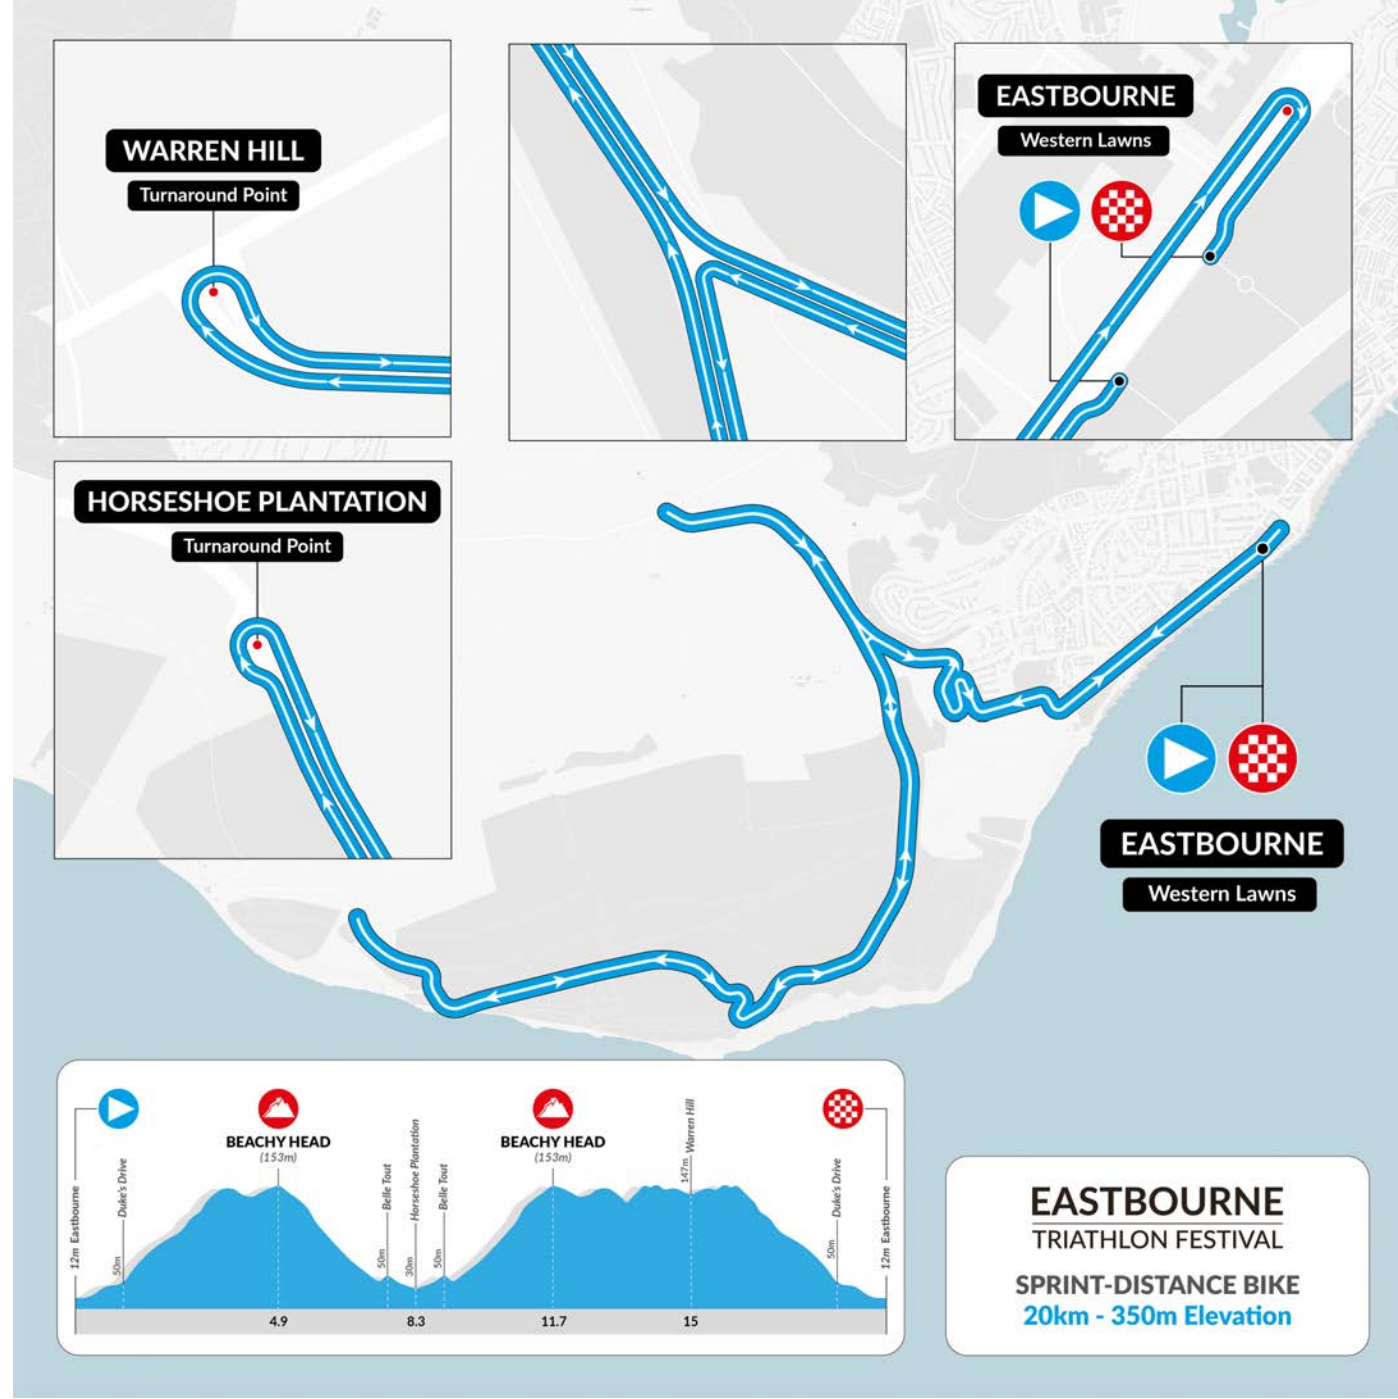 WARREN HILL
Turnaround Point
EASTBOURNE
Western Lawns
HORSESHOE PLANTATION
Turnaround Point
EASTBOURNE
Western Lawns
BEACHY HEAD
(153m)
BEACHY HEAD
(153m)
12m Eastbourne
50m Duke's Drive
50m Belle Tout
30m Horseshoe Plantation
50m Belle Tout
147m Warren Hill
50m Duke's Drive
12m Eastbourne
4.9
8.3
11.7
15
EASTBOURNE
TRIATHLON FESTIVAL
SPRINT-DISTANCE BIKE
20km - 350m Elevation